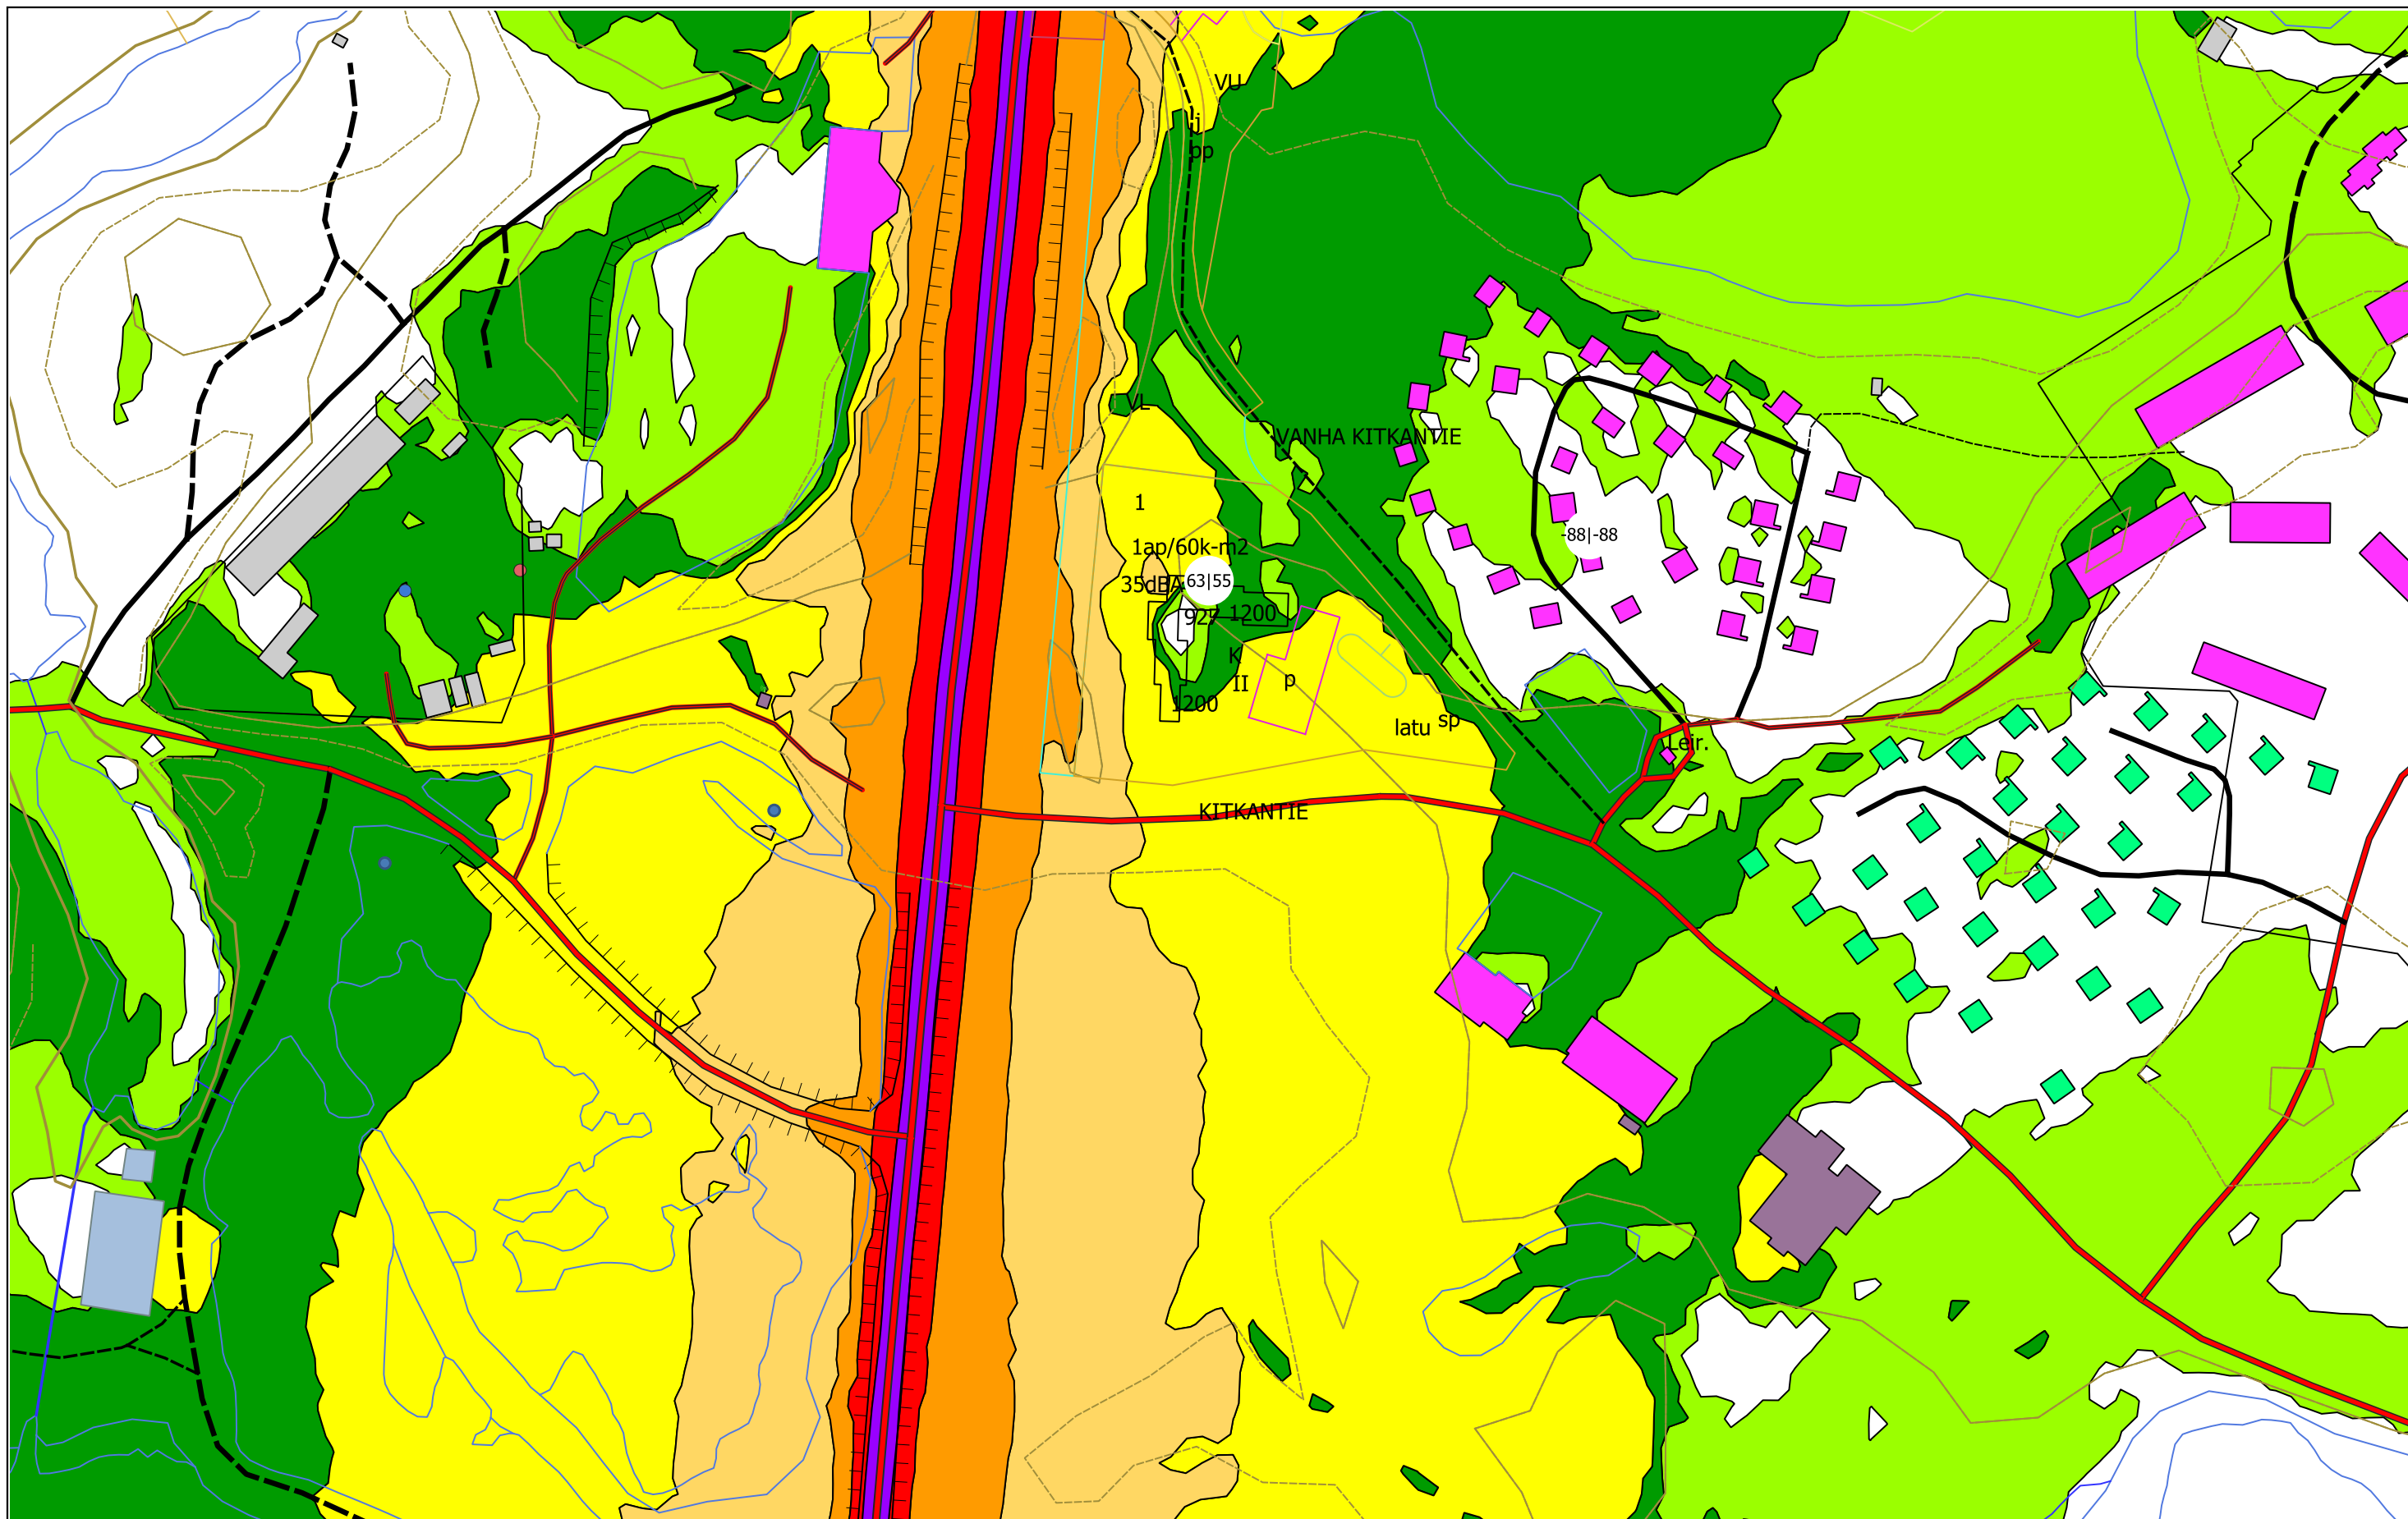 VU
j
pp
VL
VANHA KITKANTIE
1
-88|-88
1ap/60k-m2
35dBA
63|55
927
1200
K
II
p
1200
latu
sp
Leir.
KITKANTIE